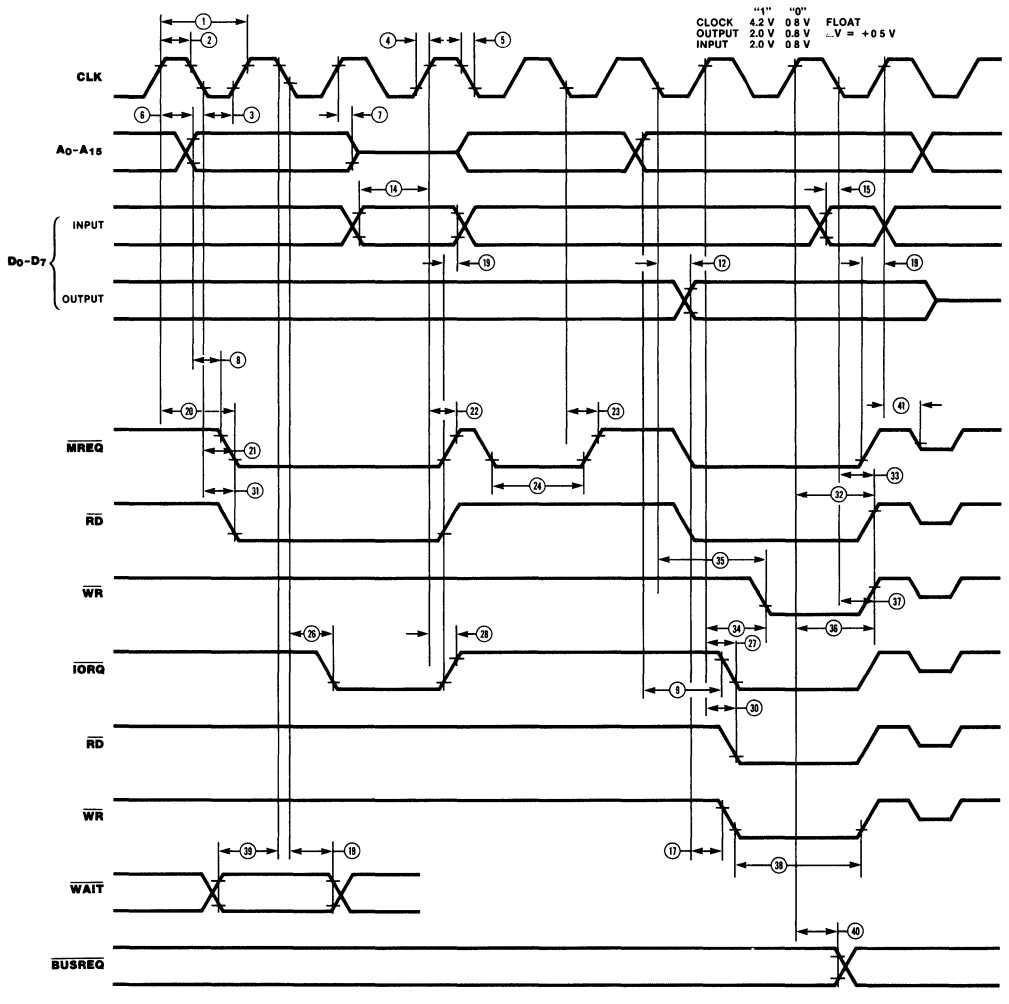 "1" "0"
CLOCK 4.2 V 0 8 V FLOAT
OUTPUT 2.0 V 0.8 V △V = +0 5 V
INPUT 2.0 V 0.8 V
1
2
4
5
CLK
6
3
7
A0-A15
14
15
INPUT
D0-D7
19
12
19
OUTPUT
8
20
22
23
41
MREQ
21
33
24
32
31
RD
35
WR
37
34
36
26
28
27
IORQ
9
30
RD
WR
39
19
17
38
WAIT
40
BUSREQ